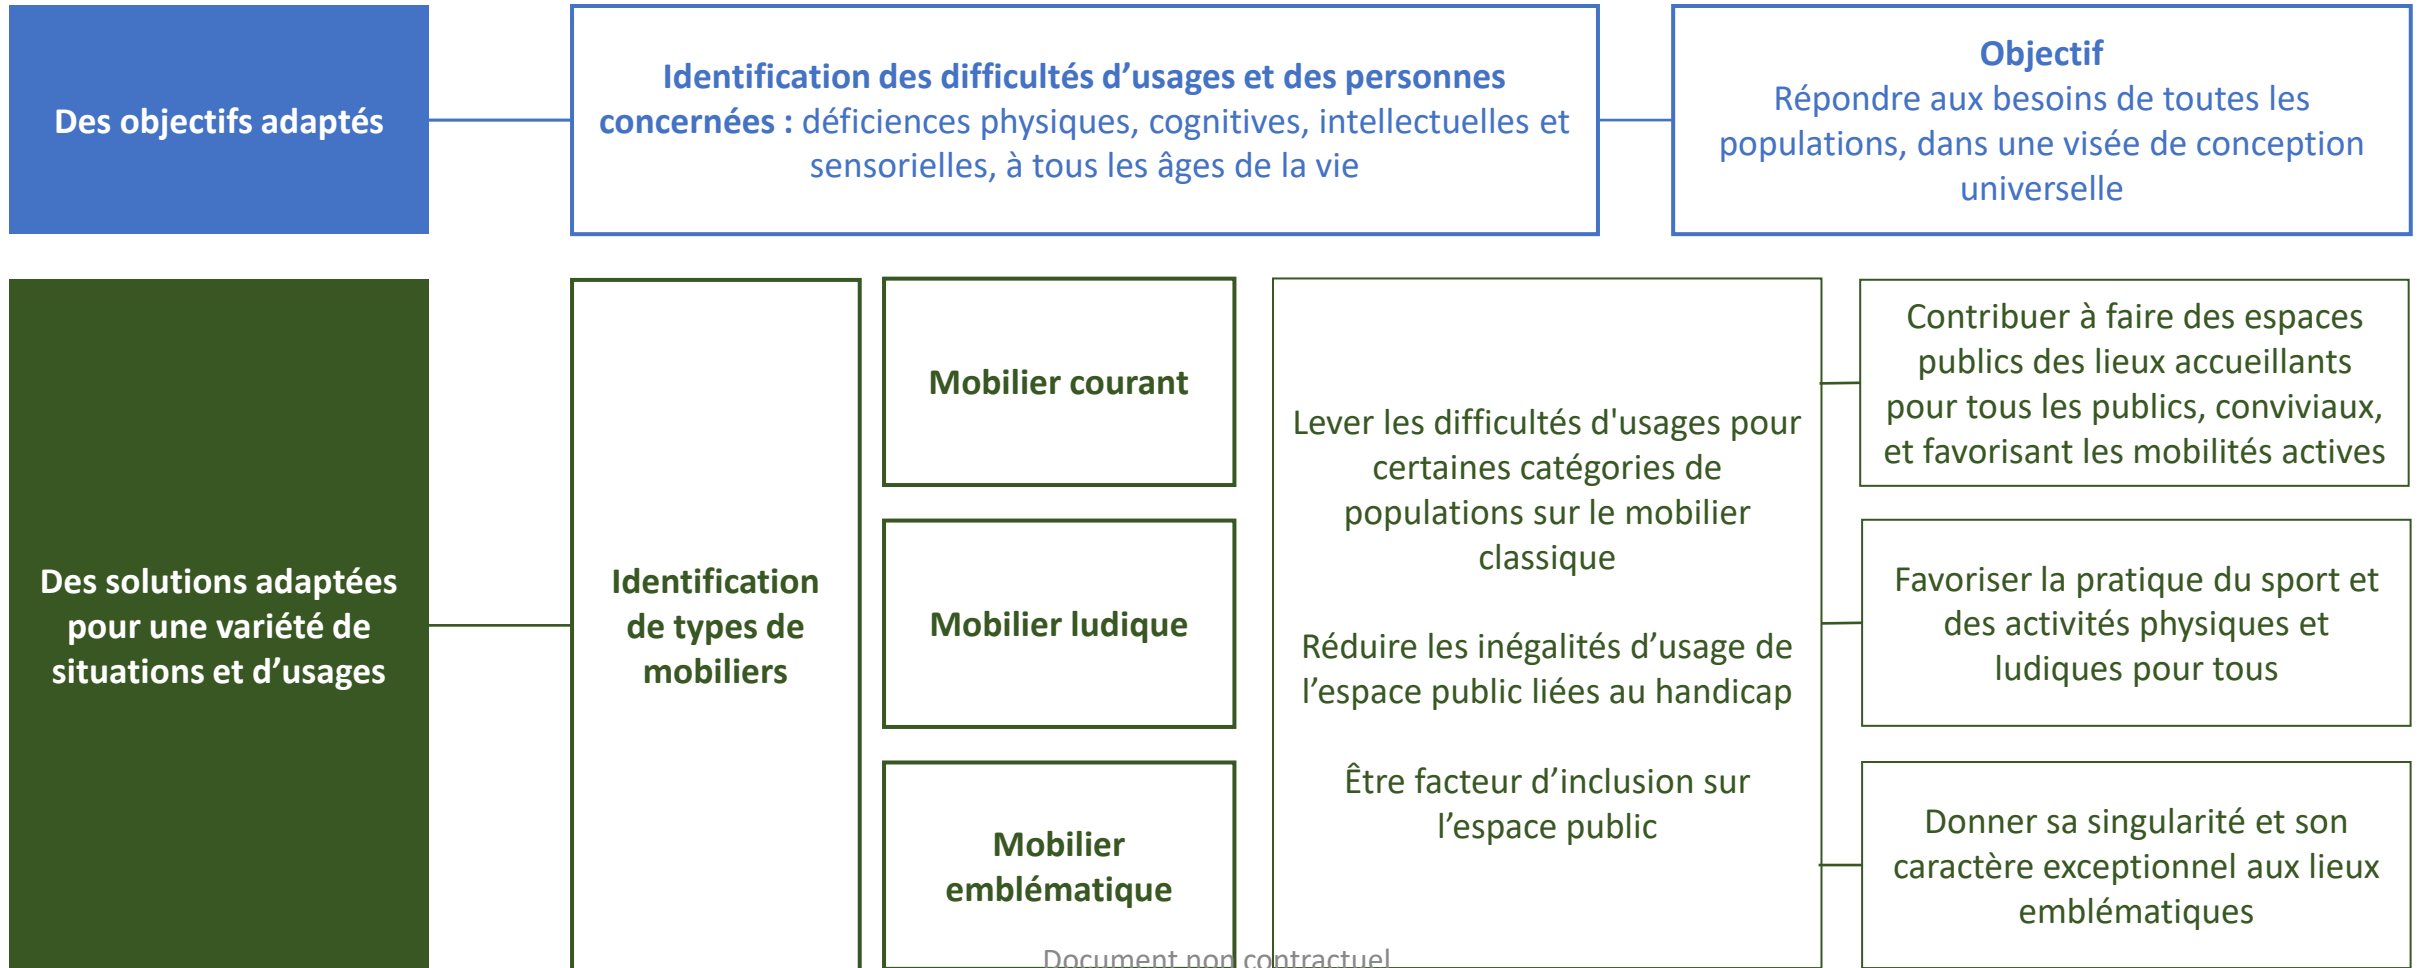 Des objectifs adaptés
Identification des difficultés d’usages et des personnes
concernées : déficiences physiques, cognitives, intellectuelles et
sensorielles, à tous les âges de la vie
Objectif
Répondre aux besoins de toutes les
populations, dans une visée de conception
universelle
Des solutions adaptées
pour une variété de
situations et d’usages
Identification
de types de
mobiliers
Mobilier courant
Mobilier ludique
Mobilier
emblématique
Lever les difficultés d'usages pour
certaines catégories de
populations sur le mobilier
classique
Réduire les inégalités d’usage de
l’espace public liées au handicap
Être facteur d’inclusion sur
l’espace public
Contribuer à faire des espaces
publics des lieux accueillants
pour tous les publics, conviviaux,
et favorisant les mobilités actives
Favoriser la pratique du sport et
des activités physiques et
ludiques pour tous
Donner sa singularité et son
caractère exceptionnel aux lieux
emblématiques
Document non contractuel